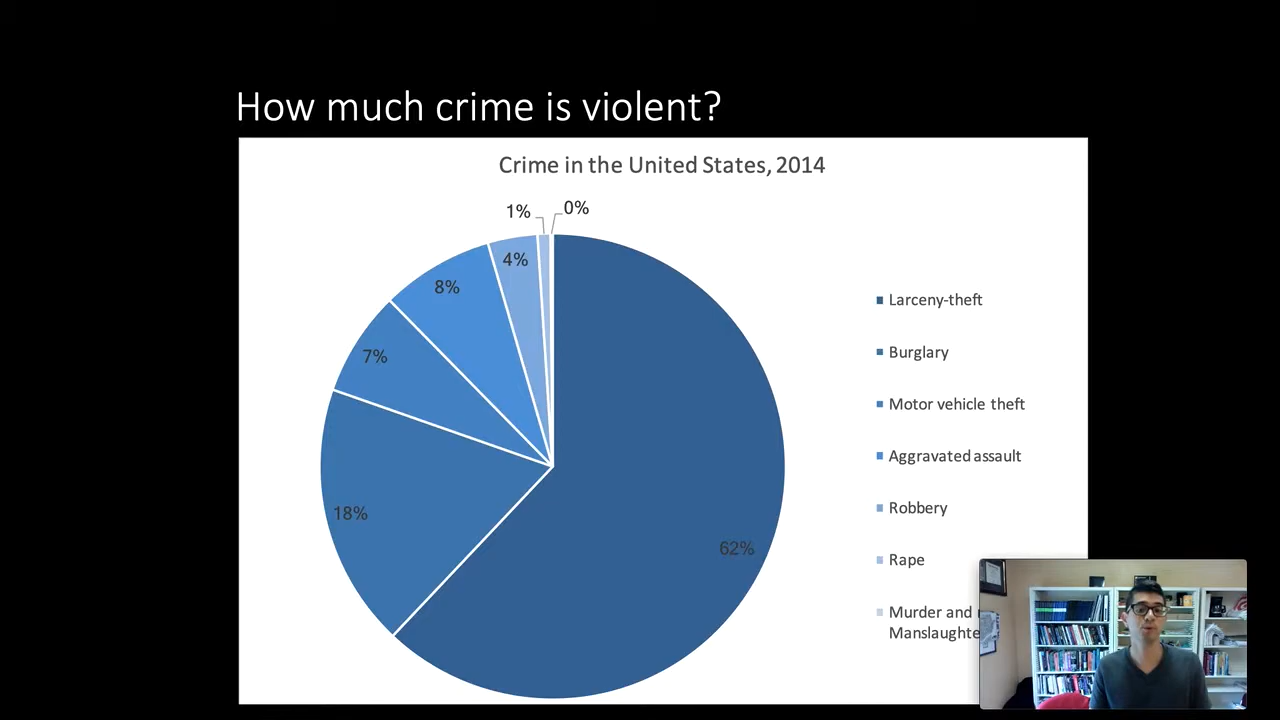 How much crime is violent?
Crime in the United States, 2014
1%
0%
4%
8%
7%
18%
62%
Larceny-theft
Burglary
Motor vehicle theft
Aggravated assault
Robbery
Rape
Murder and
Manslaughte